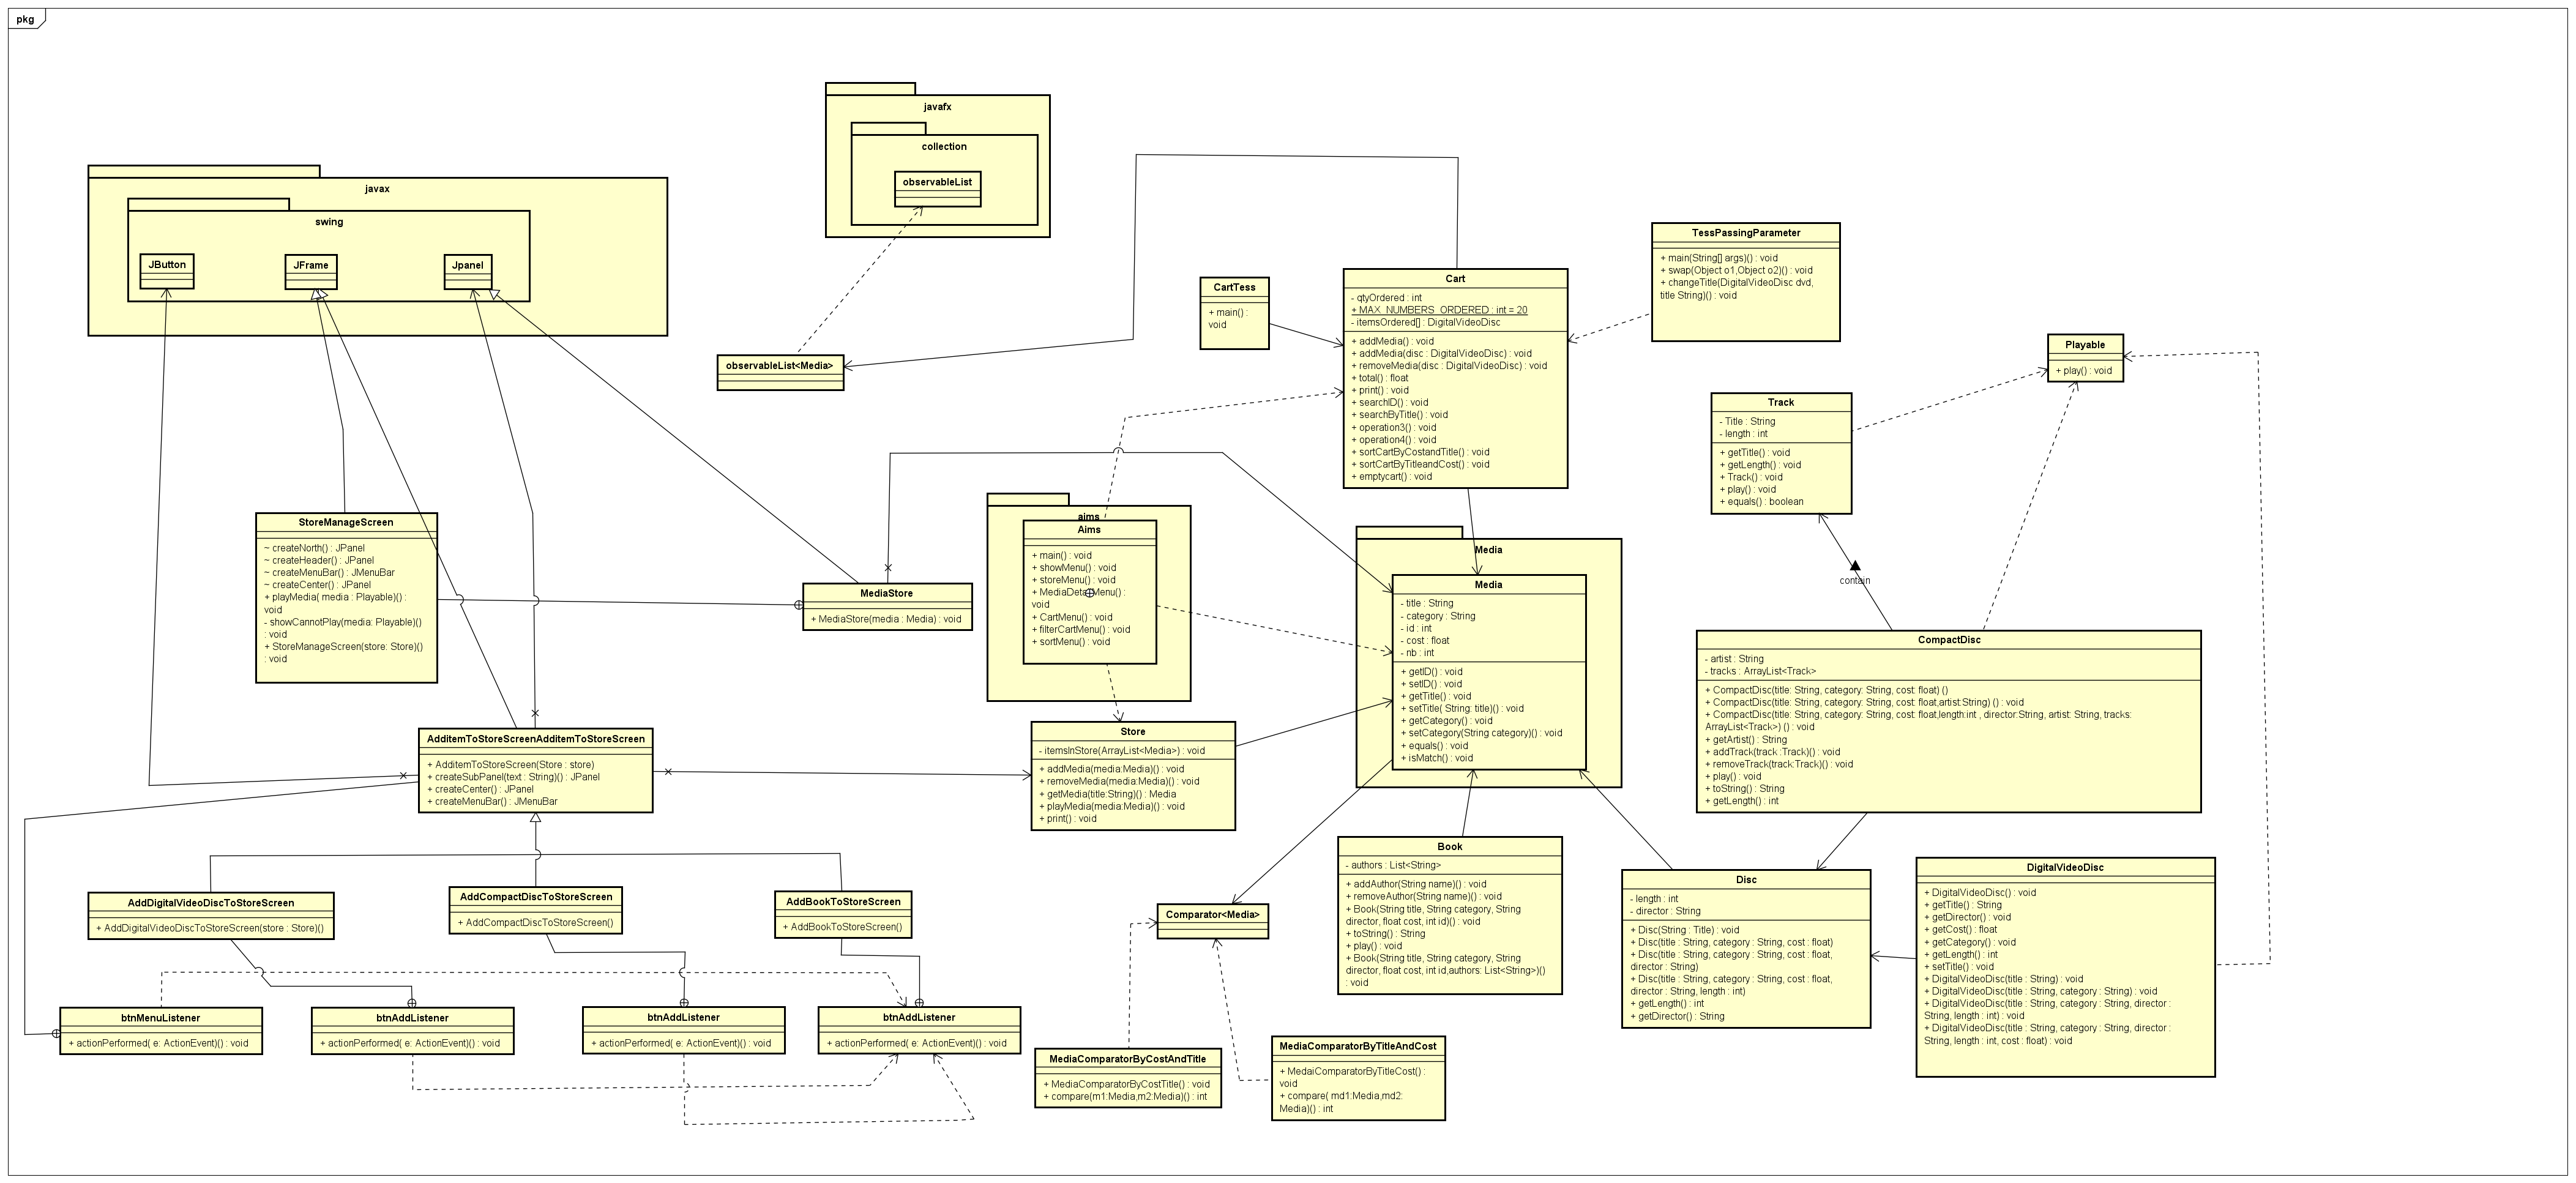 pkg
javafx
collection
observableList
javax
swing
JButton
JFrame
Jpanel
observableList<Media>
CartTess
+ main() :
void
Cart
- qtyOrdered : int
+ MAX_NUMBERS_ORDERED : int = 20
- itemsOrdered[] : DigitalVideoDisc
+ addMedia() : void
+ addMedia(disc : DigitalVideoDisc) : void
+ removeMedia(disc : DigitalVideoDisc) : void
+ total() : float
+ print() : void
+ searchID() : void
+ searchByTitle() : void
+ operation3() : void
+ operation4() : void
+ sortCartByCostandTitle() : void
+ sortCartByTitleandCost() : void
+ emptycart() : void
TessPassingParameter
+ main(String[] args)() : void
+ swap(Object o1,Object o2)() : void
+ changeTitle(DigitalVideoDisc dvd,
title String)() : void
Playable
+ play() : void
Track
- Title : String
- length : int
+ getTitle() : void
+ getLength() : void
+ Track() : void
+ play() : void
+ equals() : boolean
contain
StoreManageScreen
~ createNorth() : JPanel
~ createHeader() : JPanel
~ createMenuBar() : JMenuBar
~ createCenter() : JPanel
+ playMedia( media : Playable)() :
void
- showCannotPlay(media: Playable)()
: void
+ StoreManageScreen(store: Store)()
: void
MediaStore
+ MediaStore(media : Media) : void
aims
Aims
+ main() : void
+ showMenu() : void
+ storeMenu() : void
+ MediaDetailMenu() :
void
+ CartMenu() : void
+ filterCartMenu() : void
+ sortMenu() : void
Media
Media
- title : String
- category : String
- id : int
- cost : float
- nb : int
+ getID() : void
+ setID() : void
+ getTitle() : void
+ setTitle( String: title)() : void
+ getCategory() : void
+ setCategory(String category)() : void
+ equals() : void
+ isMatch() : void
CompactDisc
- artist : String
- tracks : ArrayList<Track>
+ CompactDisc(title: String, category: String, cost: float) ()
+ CompactDisc(title: String, category: String, cost: float,artist:String) () : void
+ CompactDisc(title: String, category: String, cost: float,length:int , director:String, artist: String, tracks:
ArrayList<Track>) () : void
+ getArtist() : String
+ addTrack(track :Track)() : void
+ removeTrack(track:Track)() : void
+ play() : void
+ toString() : String
+ getLength() : int
AdditemToStoreScreenAdditemToStoreScreen
+ AdditemToStoreScreen(Store : store)
+ createSubPanel(text : String)() : JPanel
+ createCenter() : JPanel
+ createMenuBar() : JMenuBar
Store
- itemsInStore(ArrayList<Media>) : void
+ addMedia(media:Media)() : void
+ removeMedia(media:Media)() : void
+ getMedia(title:String)() : Media
+ playMedia(media:Media)() : void
+ print() : void
Book
- authors : List<String>
+ addAuthor(String name)() : void
+ removeAuthor(String name)() : void
+ Book(String title, String category, String
director, float cost, int id)() : void
+ toString() : String
+ play() : void
+ Book(String title, String category, String
director, float cost, int id,authors: List<String>)()
: void
Disc
- length : int
- director : String
+ Disc(String : Title) : void
+ Disc(title : String, category : String, cost : float)
+ Disc(title : String, category : String, cost : float,
director : String)
+ Disc(title : String, category : String, cost : float,
director : String, length : int)
+ getLength() : int
+ getDirector() : String
DigitalVideoDisc
+ DigitalVideoDisc() : void
+ getTitle() : String
+ getDirector() : void
+ getCost() : float
+ getCategory() : void
+ getLength() : int
+ setTitle() : void
+ DigitalVideoDisc(title : String) : void
+ DigitalVideoDisc(title : String, category : String) : void
+ DigitalVideoDisc(title : String, category : String, director :
String, length : int) : void
+ DigitalVideoDisc(title : String, category : String, director :
String, length : int, cost : float) : void
AddDigitalVideoDiscToStoreScreen
+ AddDigitalVideoDiscToStoreScreen(store : Store)()
AddCompactDiscToStoreScreen
+ AddCompactDiscToStoreScreen()
AddBookToStoreScreen
+ AddBookToStoreScreen()
Comparator<Media>
btnMenuListener
+ actionPerformed( e: ActionEvent)() : void
btnAddListener
+ actionPerformed( e: ActionEvent)() : void
btnAddListener
+ actionPerformed( e: ActionEvent)() : void
btnAddListener
+ actionPerformed( e: ActionEvent)() : void
MediaComparatorByCostAndTitle
+ MediaComparatorByCostTitle() : void
+ compare(m1:Media,m2:Media)() : int
MediaComparatorByTitleAndCost
+ MedaiComparatorByTitleCost() :
void
+ compare( md1:Media,md2:
Media)() : int